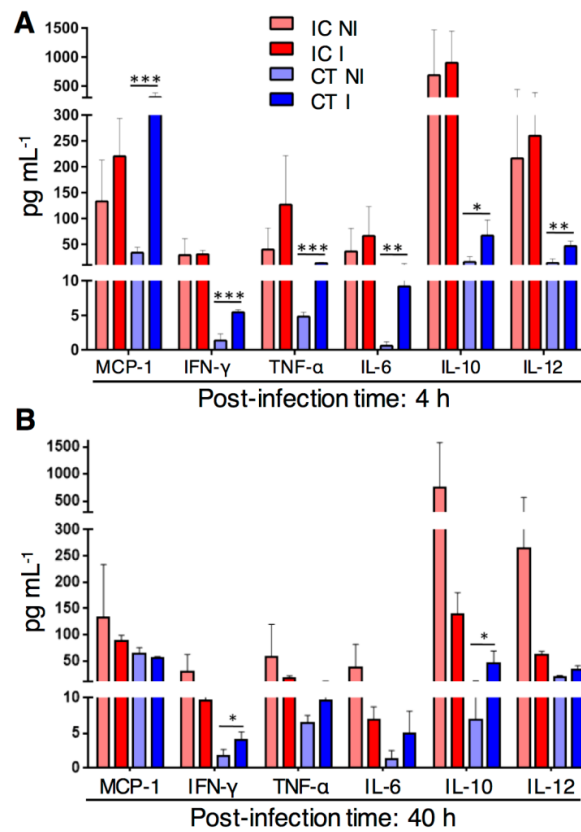 A
IC NI
IC I
CT NI
CT I
1500
1000
500
300
250
200
150
100
50
10
5
0
pg mL⁻¹
***
***
***
**
*
**
MCP-1 IFN-γ TNF-α IL-6 IL-10 IL-12
Post-infection time: 4 h
B
1500
1000
500
300
250
200
150
100
50
10
5
0
pg mL⁻¹
*
*
MCP-1 IFN-γ TNF-α IL-6 IL-10 IL-12
Post-infection time: 40 h